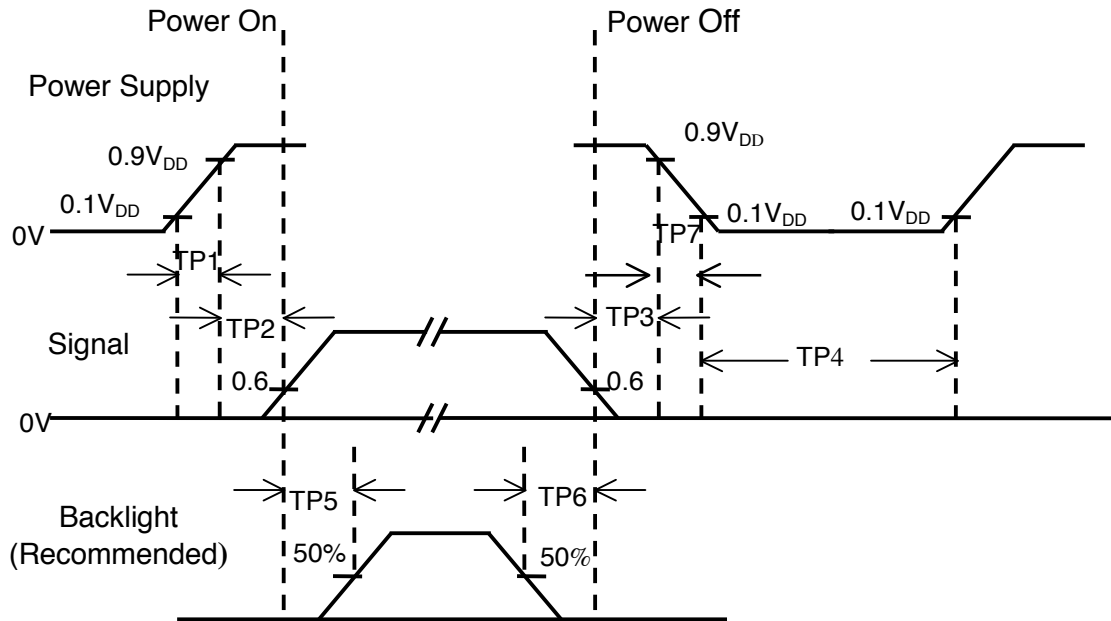 Power On
Power Off
Power Supply
0.9VDD
0.9VDD
0.1VDD
0.1VDD
0.1VDD
0V
TP7
TP1
TP2
TP3
TP4
Signal
0.6
0.6
0V
TP5
TP6
Backlight
(Recommended)
50%
50%